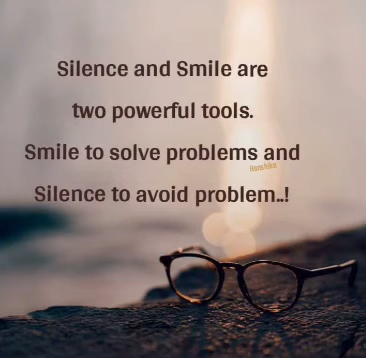 Silence and Smile are
two powerful tools.
Smile to solve problems and
Silence to avoid problem..!